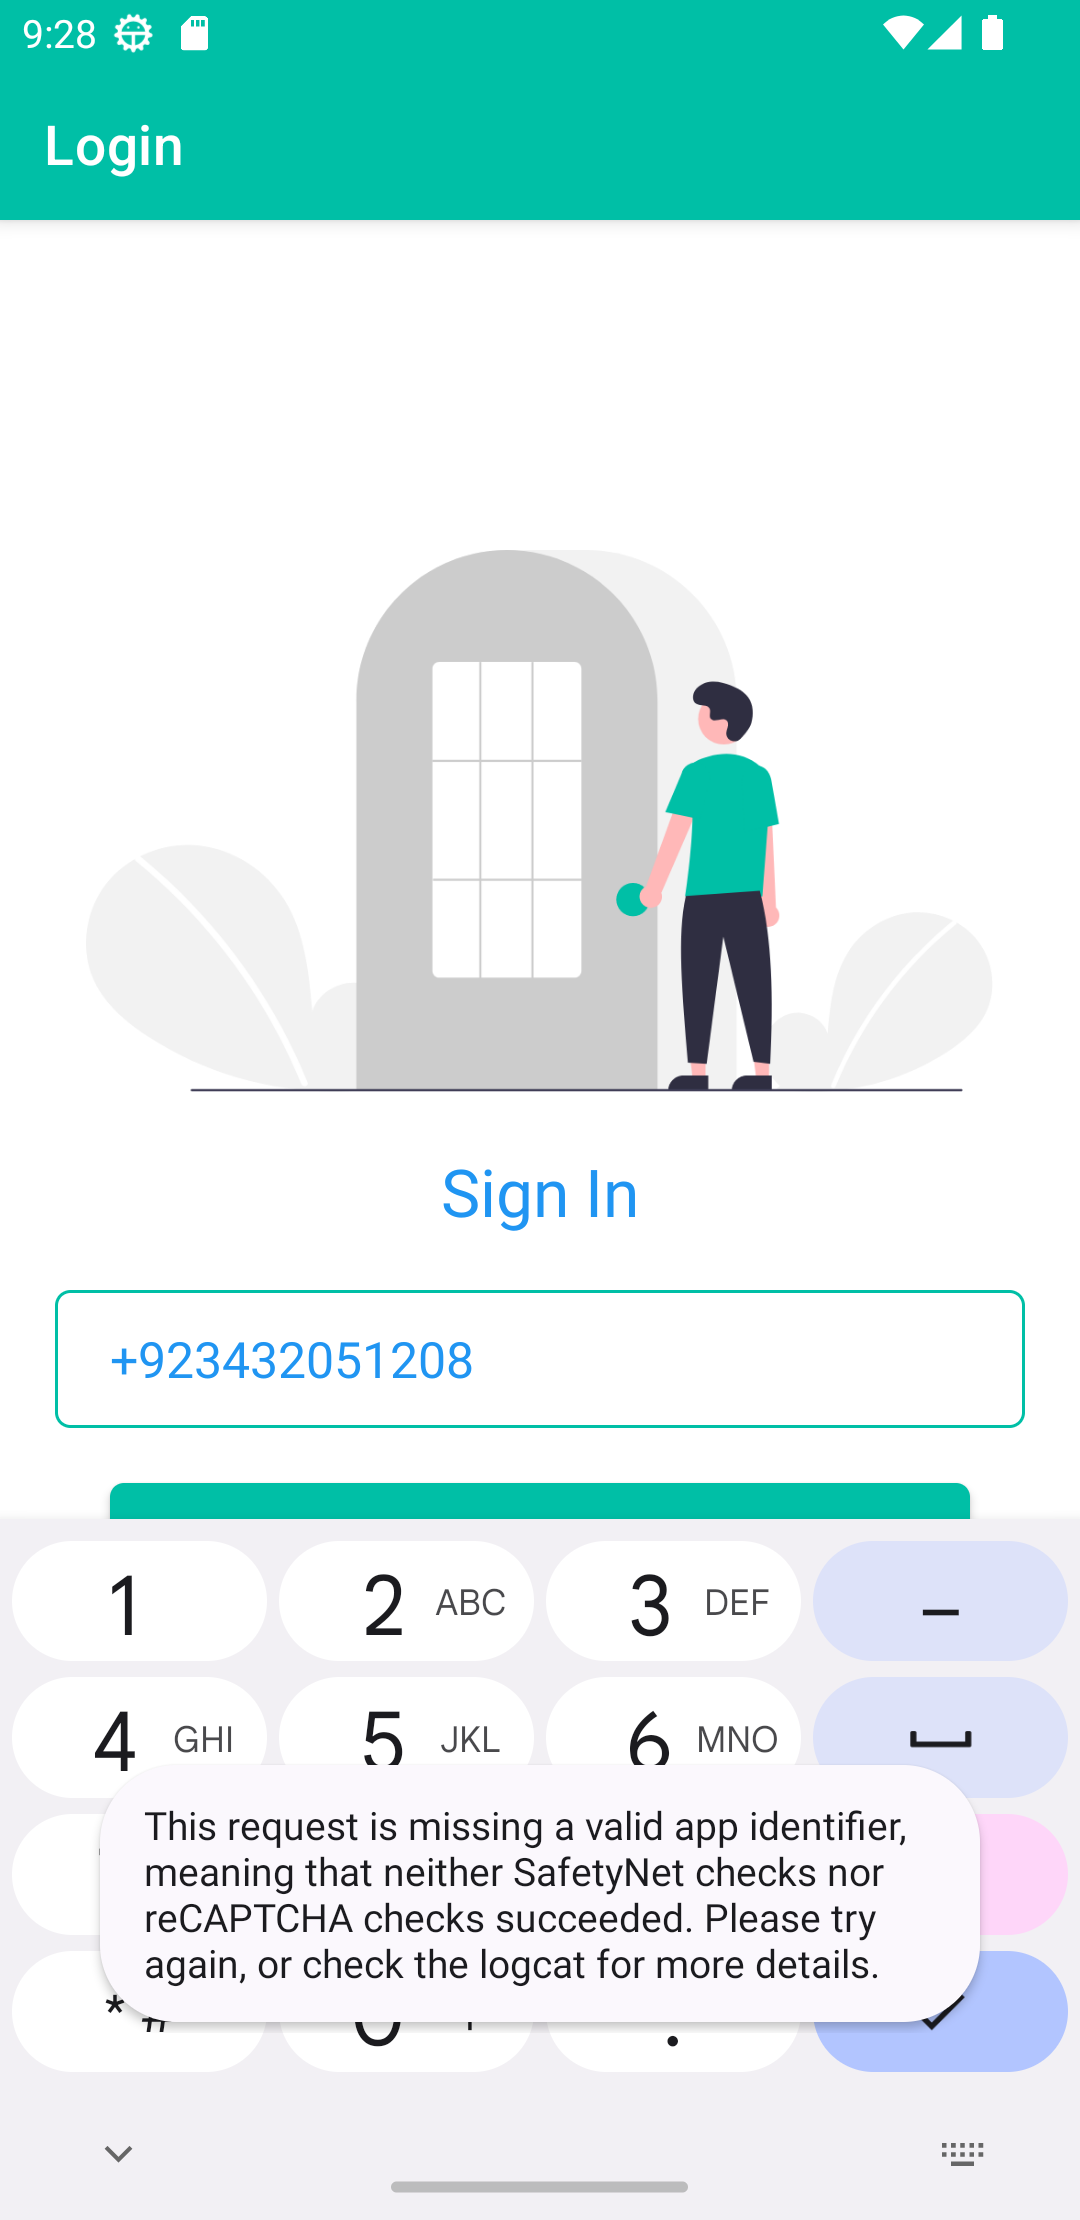 9:28
Login
Sign In
+923432051208
1
2 ABC
3 DEF
–
4 GHI
5 JKL
6 MNO
This request is missing a valid app identifier,
meaning that neither SafetyNet checks nor
reCAPTCHA checks succeeded. Please try
again, or check the logcat for more details.
* #
0 +
.